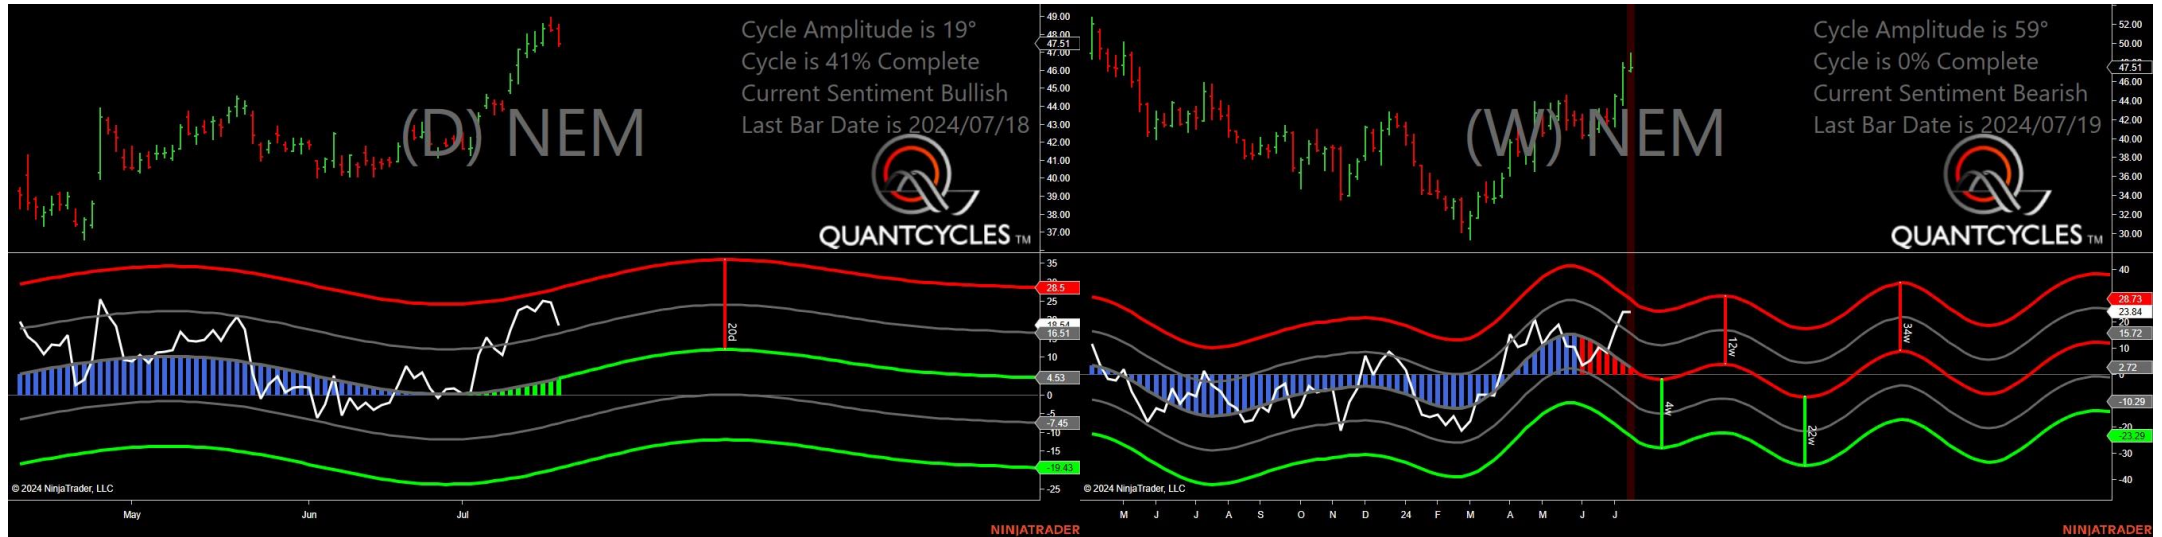 Cycle Amplitude is 19°
Cycle is 41% Complete
Current Sentiment Bullish
Last Bar Date is 2024/07/18
(D) NEM
QUANTCYCLES TM
49.00
48.00
47.51
47.00
46.00
45.00
44.00
43.00
42.00
41.00
40.00
39.00
38.00
37.00
35
28.5
25
18.54
16.51
10
4.53
0
-5
-7.45
-10
-15
-19.43
-25
20d
© 2024 NinjaTrader, LLC
May Jun Jul
NINJATRADER
Cycle Amplitude is 59°
Cycle is 0% Complete
Current Sentiment Bearish
Last Bar Date is 2024/07/19
(W) NEM
QUANTCYCLES TM
52.00
50.00
47.51
46.00
44.00
42.00
40.00
38.00
36.00
34.00
32.00
30.00
40
28.73
23.84
20
15.72
10
2.72
0
-10.29
-20
-23.29
-30
-40
4w
12w
22w
34w
© 2024 NinjaTrader, LLC
M J J A S O N D 24 F M A M J J
NINJATRADER